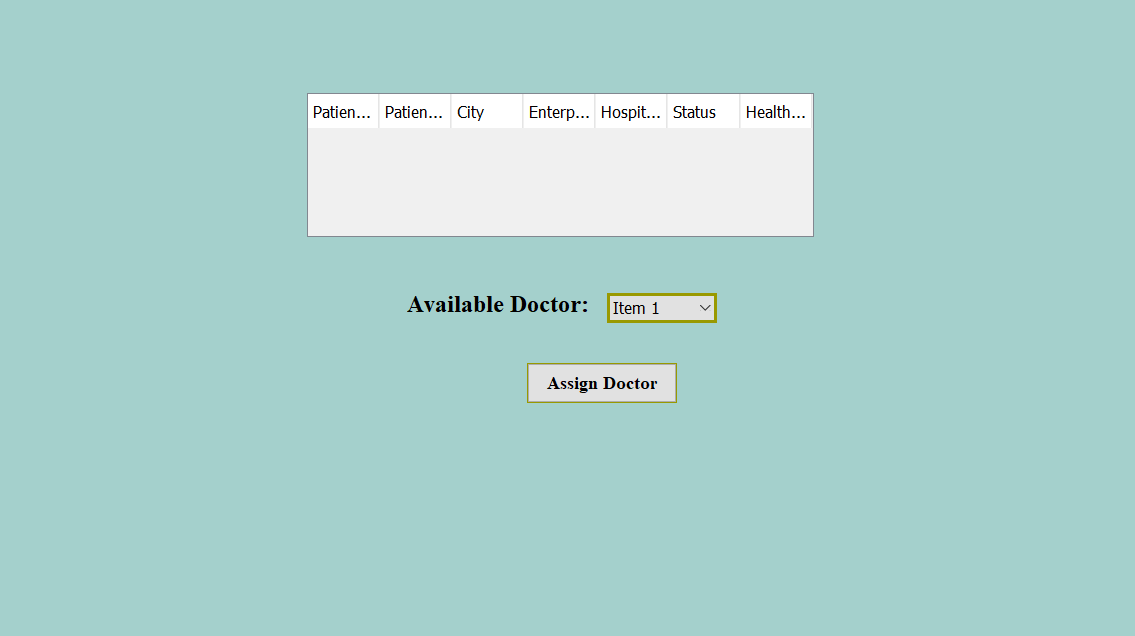 Patien... Patien... City Enterp... Hospit... Status Health...
Available Doctor: Item 1
Assign Doctor